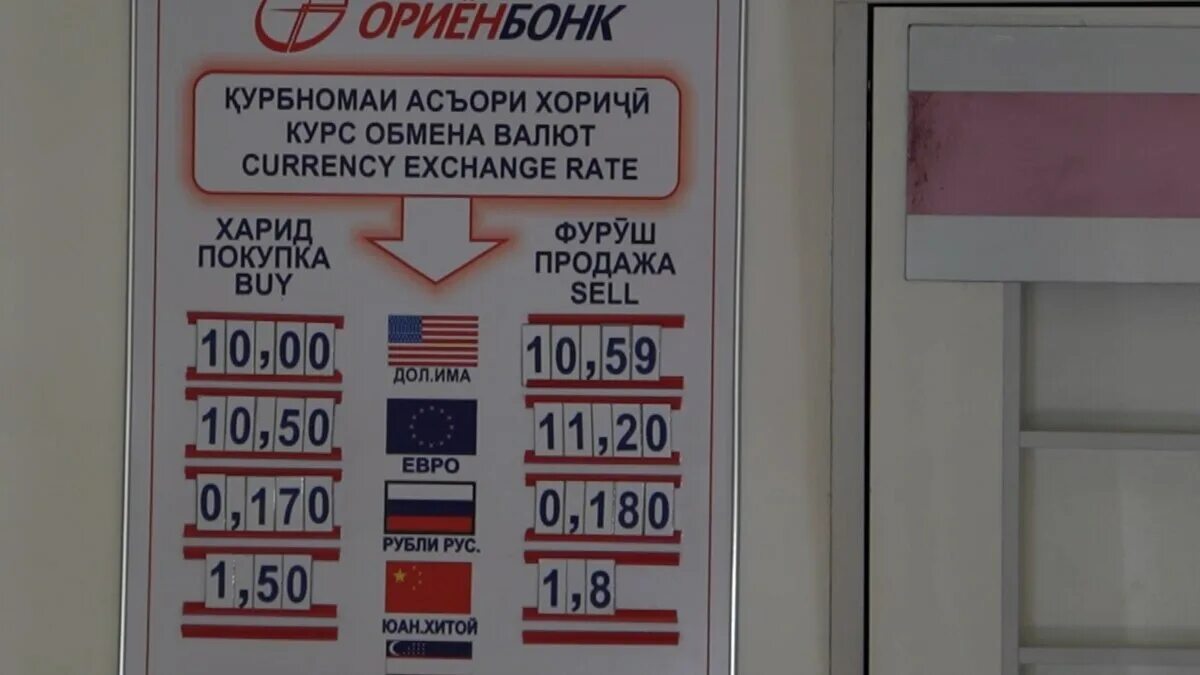 ОРИЁНБОНК
ҚУРБНОМАИ АСЪОРИ ХОРИҶӢ
КУРС ОБМЕНА ВАЛЮТ
CURRENCY EXCHANGE RATE
ХАРИД
ПОКУПКА
BUY
ФУРӮШ
ПРОДАЖА
SELL
10,00 ДОЛ.ИМА 10,59
10,50 ЕВРО 11,20
0,170 РУБЛИ РУС. 0,180
1,50 ЮАН.ХИТОЙ 1,8